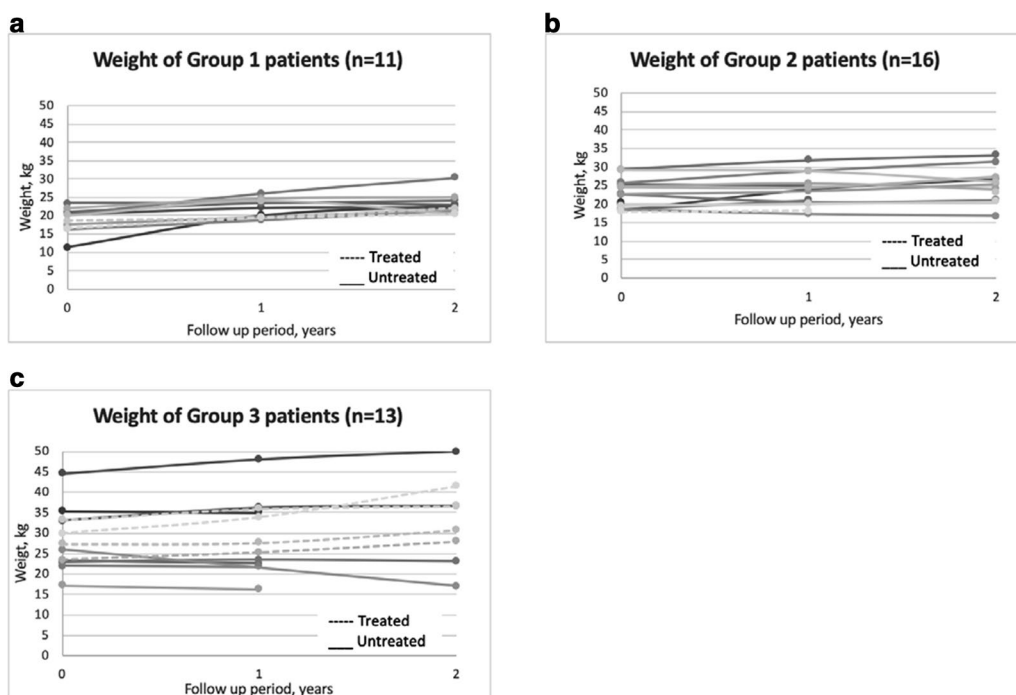 a
Weight of Group 1 patients (n=11)
50
45
40
35
30
25
20
15
10
5
0
Weight, kg
Treated
Untreated
0 1 2
Follow up period, years
b
Weight of Group 2 patients (n=16)
50
45
40
35
30
25
20
15
10
5
0
Weight, kg
Treated
Untreated
0 1 2
Follow up period, years
c
Weight of Group 3 patients (n=13)
50
45
40
35
30
25
20
15
10
5
0
Weigt, kg
Treated
Untreated
0 1 2
Follow up period, years